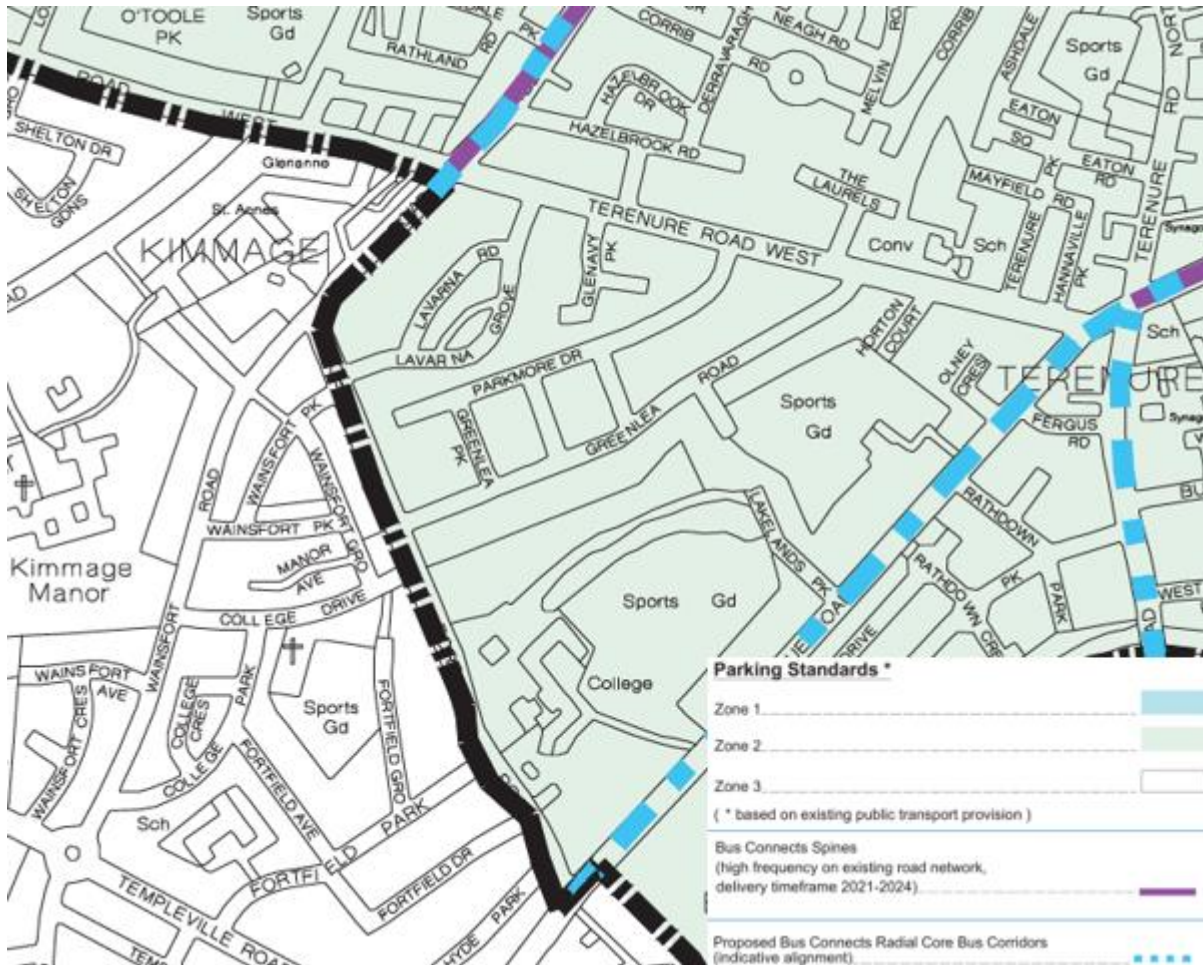 O'TOOLE
PK
Sports
Gd
RATHLAND
RD
PK
CORRIB
DERRAVARAGH
RD
NEAGH RD
MELVIN
CORRIB
ASHDALE
Sports
Gd
RD
HAZELBROOK
DR
HAZELBROOK RD
EATON
SQ
PK
EATON
RD
TERENURE
ROAD
WEST
SHELTON DR
SHELTON
GDNS
Glenanne
St. Annes
KIMMAGE
THE
LAURELS
MAYFIELD
RD
TERENURE
HANNAVILLE
PK
TERENURE ROAD WEST
Conv
Sch
LAVARNA
RD
GROVE
LAVARNA
GLENAVY
PK
HORTON
COURT
OLNEY
CRES
Sch
TERENURE
PARKMORE DR
GREENLEA
PK
GREENLEA
ROAD
Sports
Gd
FERGUS
RD
WAINSFORT
PK
WAINSFORT
GRO
WAINSFORT PK
ROAD
MANOR
AVE
COLLEGE DRIVE
Kimmage
Manor
WAINSFORT
WAINSFORT
AVE
WAINSFORT CRES
COLLEGE
CRES
COLLEGE
PARK
Sports
Gd
FORTFIELD GRO
FORTFIELD AVE
Sch
FORTFIELD
PARK
FORTFIELD DR
TEMPLEVILLE ROAD
HYDE
PARK
LAKELANDS
PK
Sports Gd
College
RATHDOWN
PK
RATHDOWN CRES
PARK
WEST
DRIVE
Parking Standards *
Zone 1
Zone 2
Zone 3
( * based on existing public transport provision )
Bus Connects Spines
(high frequency on existing road network,
delivery timeframe 2021-2024)
Proposed Bus Connects Radial Core Bus Corridors
(indicative alignment)